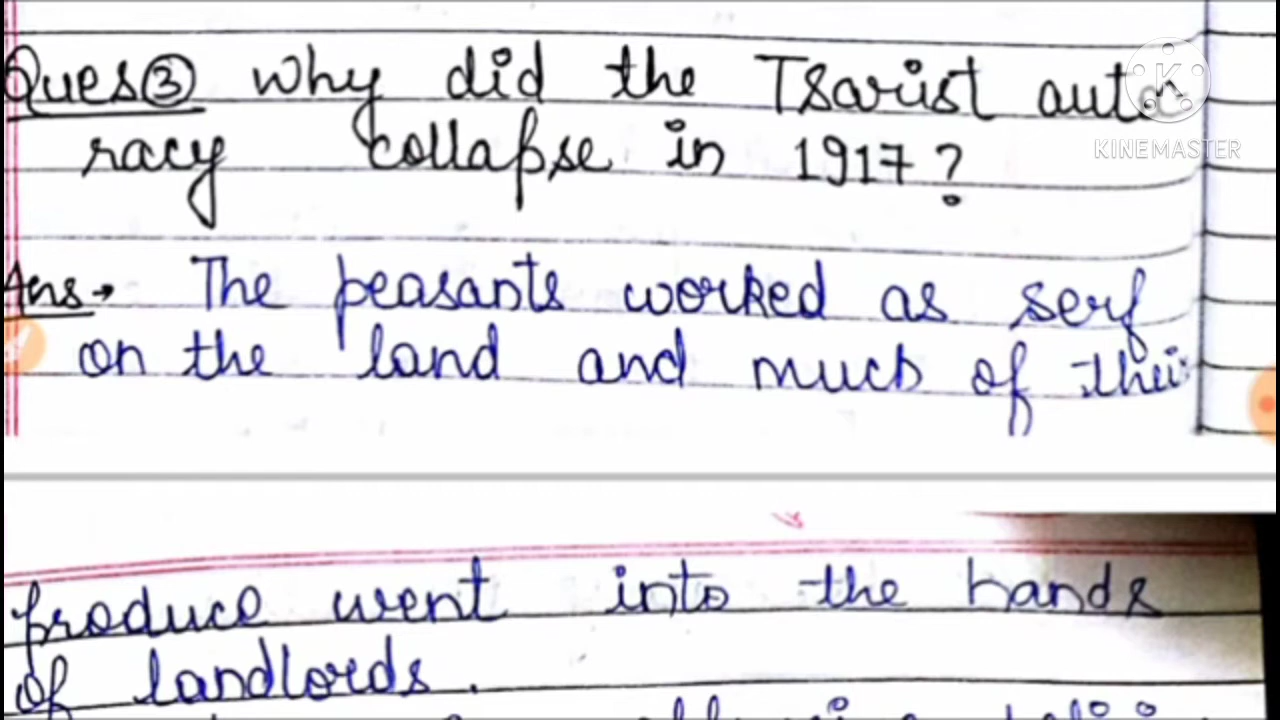 Ques③ Why did the Tsarist auto
KINEMASTER
racy collapse in 1917?
Ans→ The peasants worked as serf
on the land and much of their
produce went into the hands
of landlords.